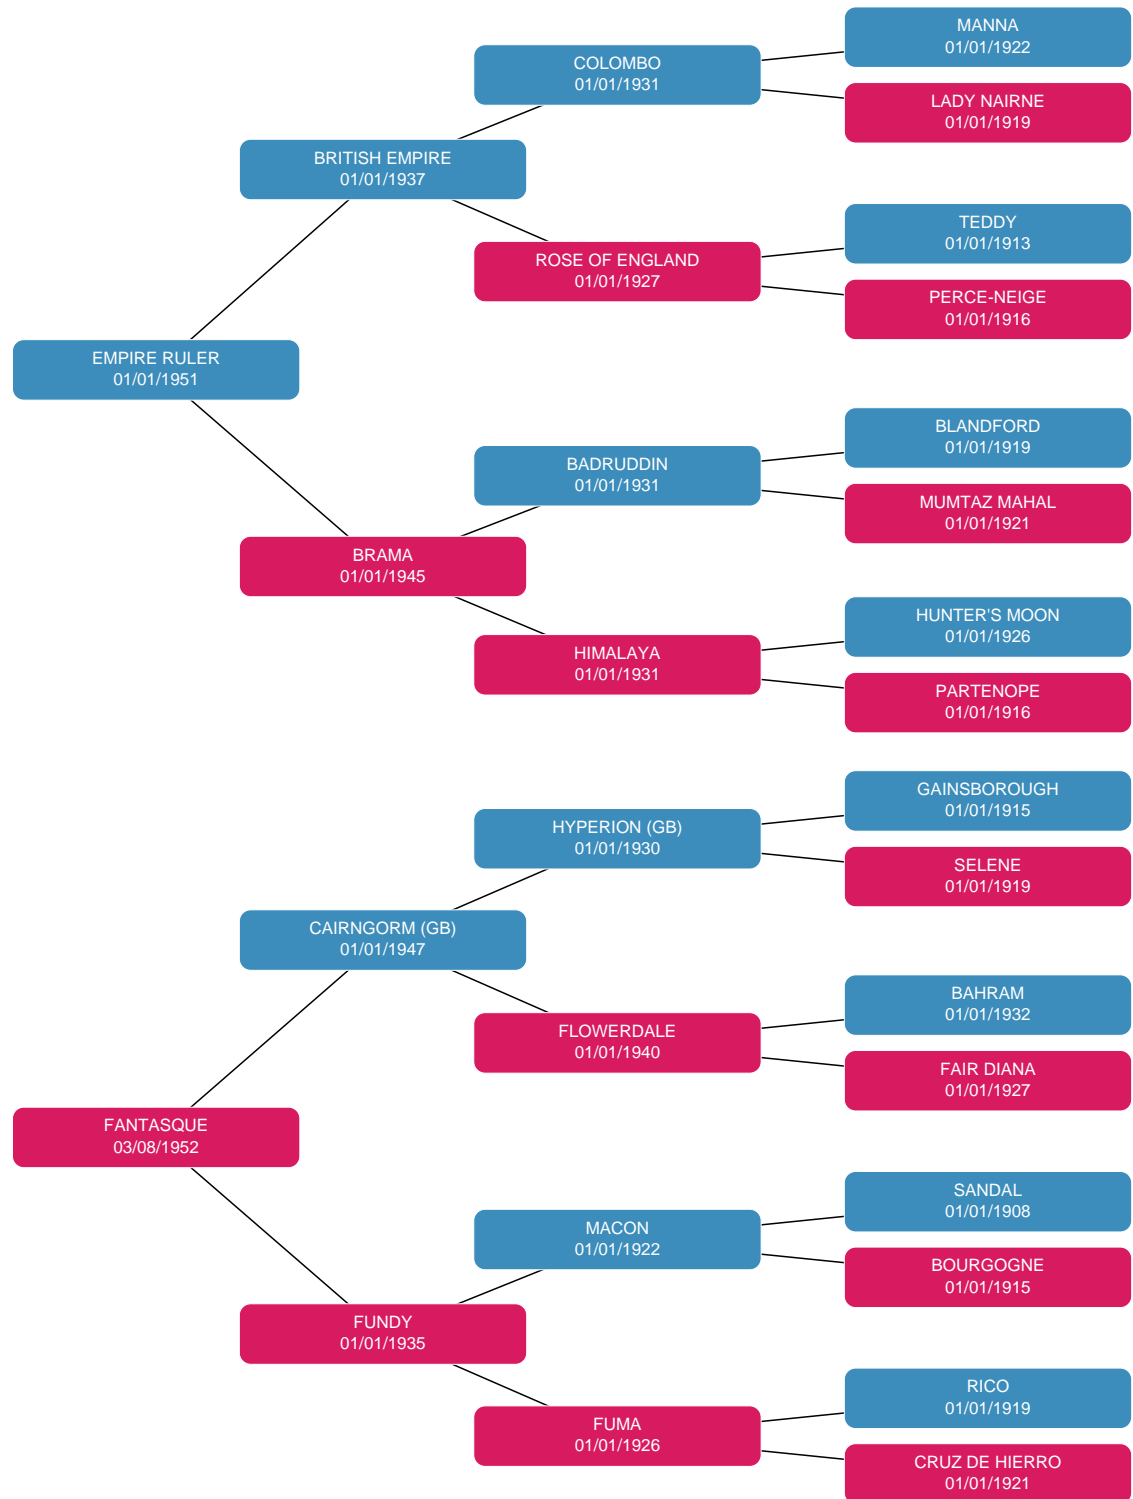 MANNA
01/01/1922
COLOMBO
01/01/1931
LADY NAIRNE
01/01/1919
BRITISH EMPIRE
01/01/1937
TEDDY
01/01/1913
ROSE OF ENGLAND
01/01/1927
PERCE-NEIGE
01/01/1916
EMPIRE RULER
01/01/1951
BLANDFORD
01/01/1919
BADRUDDIN
01/01/1931
MUMTAZ MAHAL
01/01/1921
BRAMA
01/01/1945
HUNTER'S MOON
01/01/1926
HIMALAYA
01/01/1931
PARTENOPE
01/01/1916
GAINSBOROUGH
01/01/1915
HYPERION (GB)
01/01/1930
SELENE
01/01/1919
CAIRNGORM (GB)
01/01/1947
BAHRAM
01/01/1932
FLOWERDALE
01/01/1940
FAIR DIANA
01/01/1927
FANTASQUE
03/08/1952
SANDAL
01/01/1908
MACON
01/01/1922
BOURGOGNE
01/01/1915
FUNDY
01/01/1935
RICO
01/01/1919
FUMA
01/01/1926
CRUZ DE HIERRO
01/01/1921